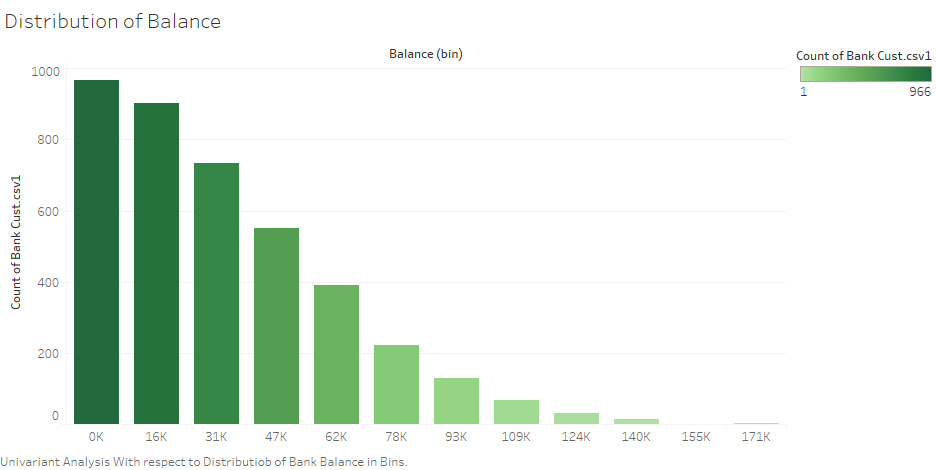 Distribution of Balance
Balance (bin)
Count of Bank Cust.csv1
1 966
1000
800
600
400
200
0
Count of Bank Cust.csv1
0K 16K 31K 47K 62K 78K 93K 109K 124K 140K 155K 171K
Univariant Analysis With respect to Distributiob of Bank Balance in Bins.